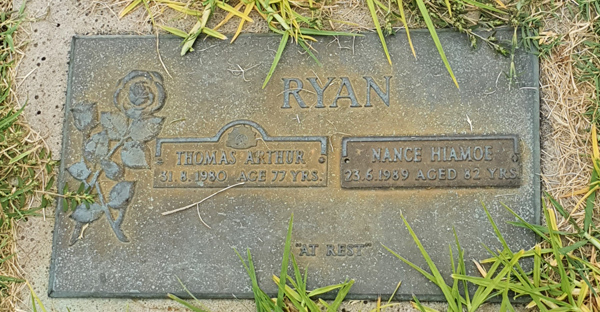 RYAN
THOMAS ARTHUR
31.8.1980. AGE 77 YRS.
NANCE HIAMOE
23.6.1989 AGED 82 YRS
"AT REST"